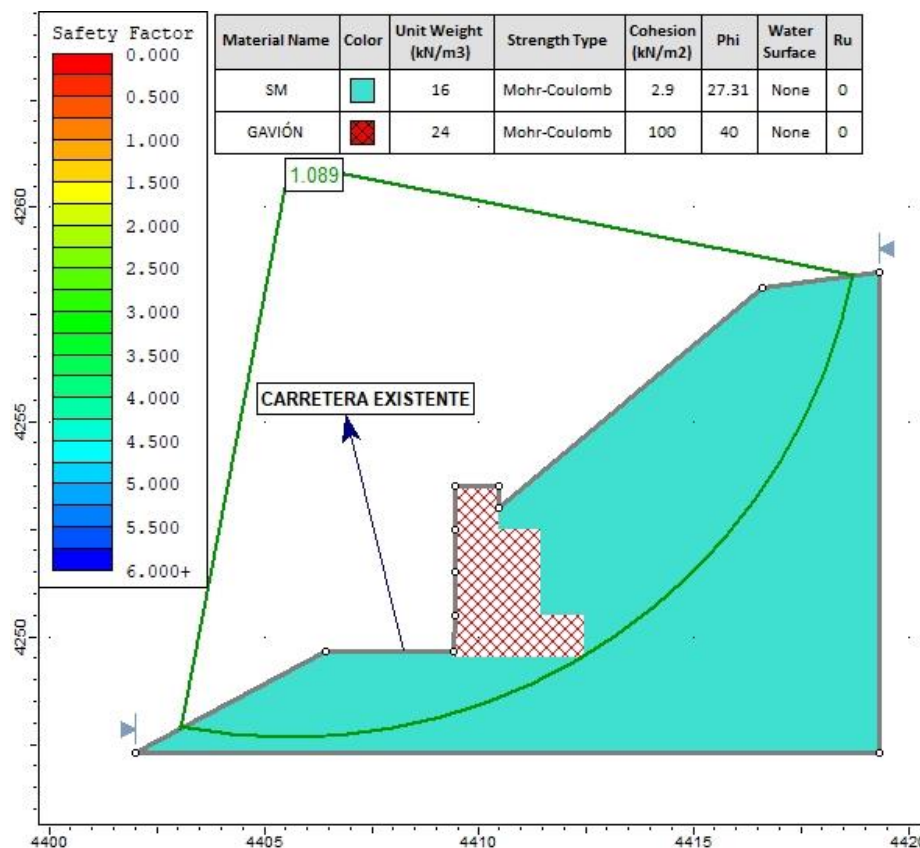 Safety Factor
0.000
0.500
1.000
1.500
2.000
2.500
3.000
3.500
4.000
4.500
5.000
5.500
6.000+
Material Name Color Unit Weight (kN/m3) Strength Type Cohesion (kN/m2) Phi Water Surface Ru
SM 16 Mohr-Coulomb 2.9 27.31 None 0
GAVIÓN 24 Mohr-Coulomb 100 40 None 0
1.089
CARRETERA EXISTENTE
4260
4255
4250
4400 4405 4410 4415 4420